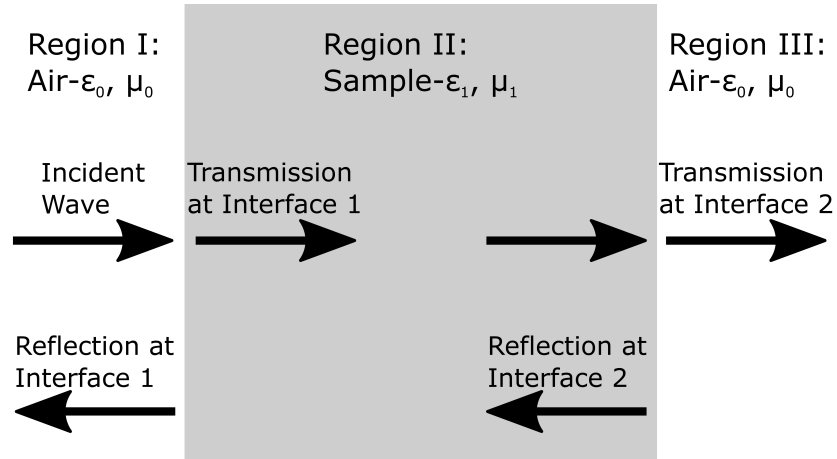 Region I:
Air-ε₀, μ₀
Region II:
Sample-ε₁, μ₁
Region III:
Air-ε₀, μ₀
Incident
Wave
Transmission
at Interface 1
Transmission
at Interface 2
Reflection at
Interface 1
Reflection at
Interface 2